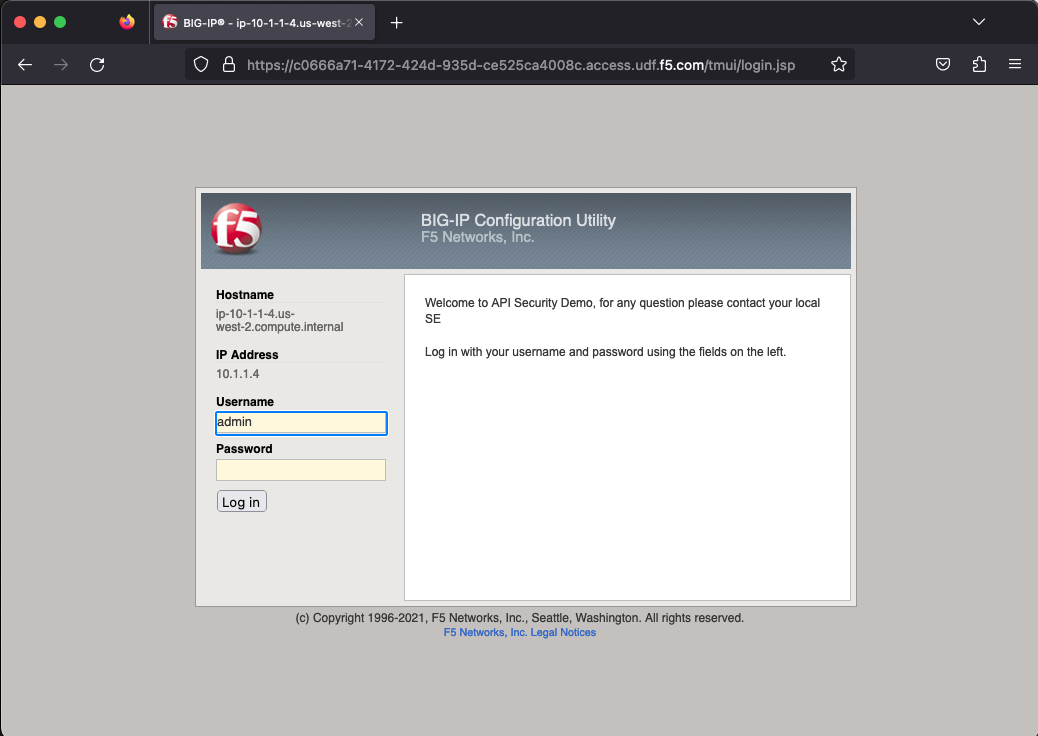 BIG-IP® - ip-10-1-1-4.us-west-2
https://c0666a71-4172-424d-935d-ce525ca4008c.access.udf.f5.com/tmui/login.jsp
f5
BIG-IP Configuration Utility
F5 Networks, Inc.
Hostname
ip-10-1-1-4.us-
west-2.compute.internal
IP Address
10.1.1.4
Username
admin
Password
Log in
Welcome to API Security Demo, for any question please contact your local
SE
Log in with your username and password using the fields on the left.
(c) Copyright 1996-2021, F5 Networks, Inc., Seattle, Washington. All rights reserved.
F5 Networks, Inc. Legal Notices